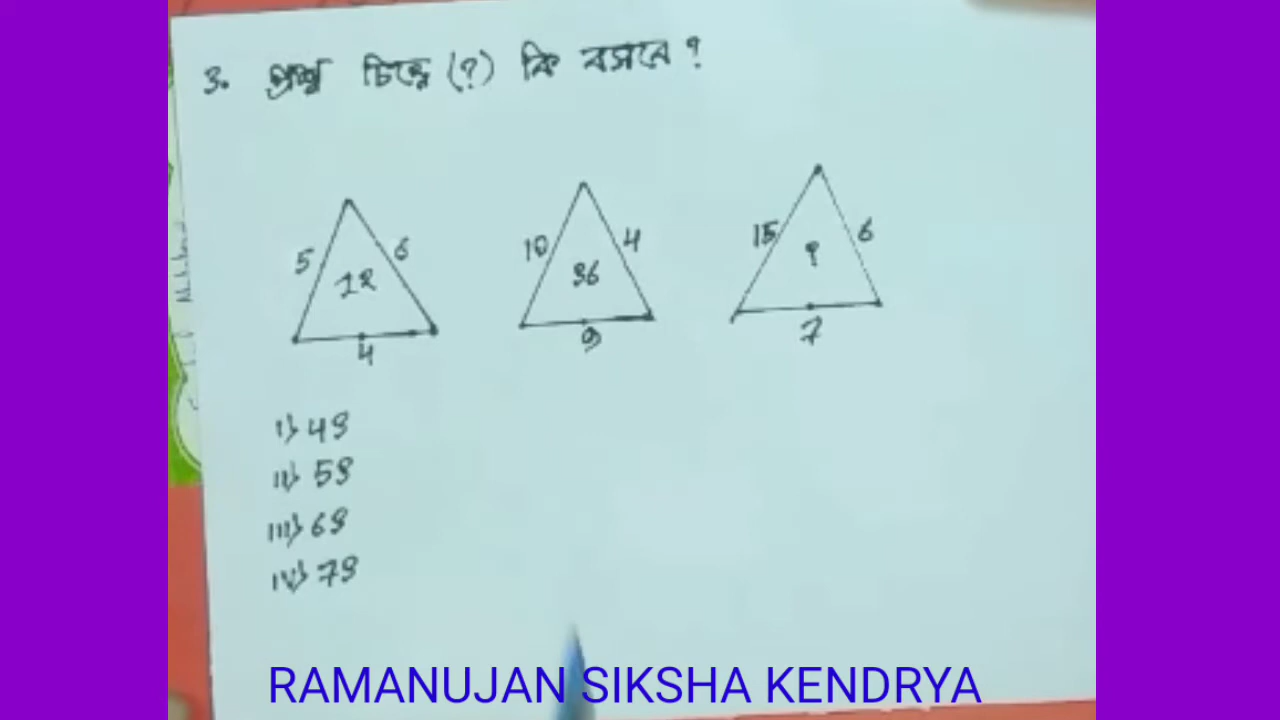 3. প্রশ্ন চিহ্নে (?) কি বসবে ?
5 6 10 4 15 6
12 36 ?
4 9 7
i) 49
ii) 59
iii) 69
iv) 79
RAMANUJAN SIKSHA KENDRYA